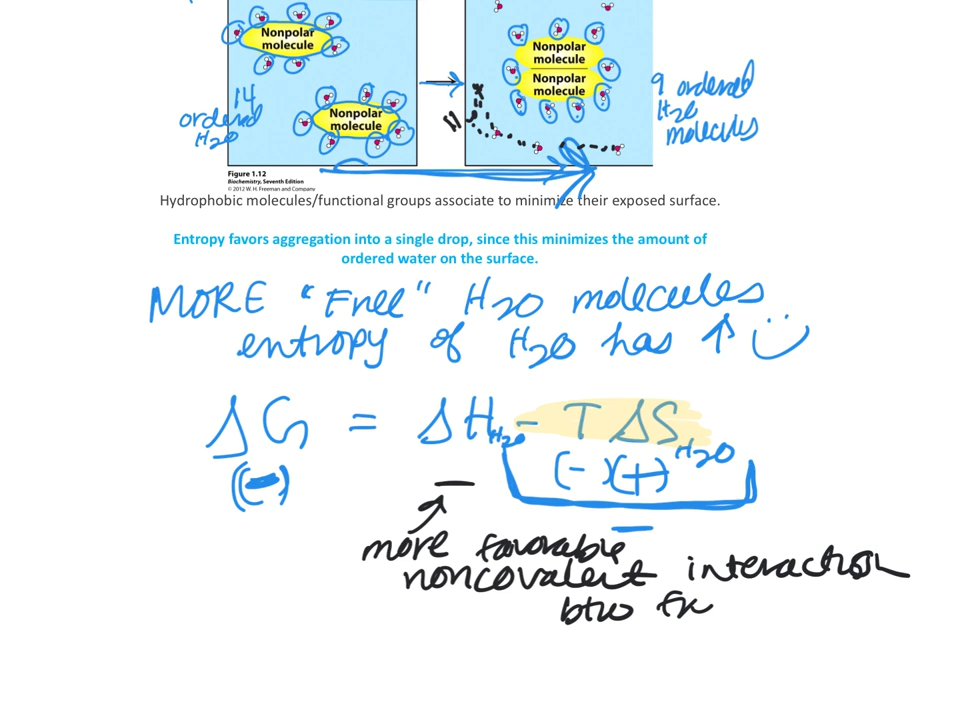 Nonpolar
molecule
Nonpolar
molecule
Nonpolar
molecule
Nonpolar
molecule
14
ordered
H2O
9 ordered
H2O
molecules
Figure 1.12
Biochemistry, Seventh Edition
© 2012 W. H. Freeman and Company
Hydrophobic molecules/functional groups associate to minimize their exposed surface.
Entropy favors aggregation into a single drop, since this minimizes the amount of
ordered water on the surface.
MORE "Free" H2O molecules
entropy of H2O has ↑
ΔG = ΔH H2O - TΔS H2O
(-) (-)(+)
more favorable
noncovalent interaction
btw